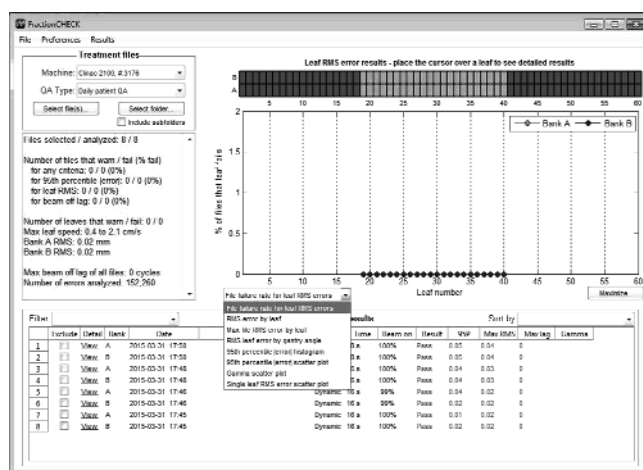 FractionCHECK
File Preferences Results
Treatment files
Machine: Clinac 2100, #:3176
QA Type: Daily patient QA
Select file(s)... Select folder...
Include subfolders
Files selected / analyzed: 8 / 8
Number of files that warn / fail (% fail)
for any criteria: 0 / 0 (0%)
for 95th percentile |error|: 0 / 0 (0%)
for leaf RMS: 0 / 0 (0%)
for beam off lag: 0 / 0 (0%)
Number of leaves that warn / fail: 0 / 0
Max leaf speed: 0.4 to 2.1 cm/s
Bank A RMS: 0.02 mm
Bank B RMS: 0.02 mm
Max beam off lag of all files: 0 cycles
Number of errors analyzed: 152,260
Leaf RMS error results - place the cursor over a leaf to see detailed results
B
A
5 10 15 20 25 30 35 40 45 50 55 60
% of files that leaf fails
2
1.5
1
0.5
0
Bank A Bank B
5 10 15 20 25 30 35 40 45 50 55 60
Leaf number
Maximize
File failure rate for leaf RMS errors
File failure rate for leaf RMS errors
RMS error by leaf
Max file RMS error by leaf
RMS leaf error by gantry angle
95th percentile |error| histogram
95th percentile |error| scatter plot
Gamma scatter plot
Single leaf RMS error scatter plot
Filter Results Sort by
Exclude Detail Bank Date Time Beam on Result 95P Max RMS Max lag Gamma
1 View A 2015-03-31 17:50 100% Pass 0.05 0.04 0
2 View B 2015-03-31 17:50 100% Pass 0.05 0.04 0
3 View A 2015-03-31 17:48 100% Pass 0.04 0.03 0
4 View B 2015-03-31 17:48 100% Pass 0.04 0.03 0
5 View A 2015-03-31 17:46 Dynamic 16 s 99% Pass 0.04 0.02 0
6 View B 2015-03-31 17:46 Dynamic 16 s 99% Pass 0.02 0.02 0
7 View A 2015-03-31 17:45 Dynamic 16 s 100% Pass 0.01 0.02 0
8 View B 2015-03-31 17:45 Dynamic 16 s 100% Pass 0.02 0.02 0